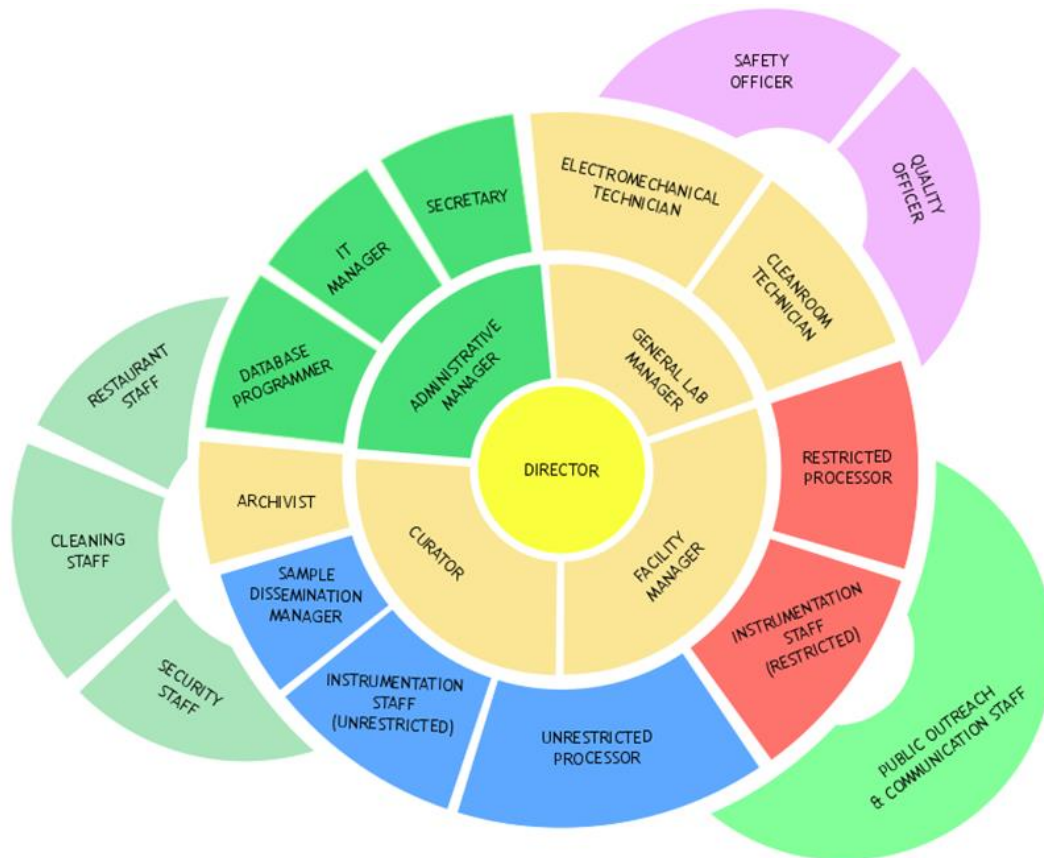 SAFETY
OFFICER
QUALITY
OFFICER
ELECTROMECHANICAL
TECHNICIAN
CLEANROOM
TECHNICIAN
SECRETARY
IT
MANAGER
DATABASE
PROGRAMMER
ADMINISTRATIVE
MANAGER
GENERAL LAB
MANAGER
RESTAURANT
STAFF
DIRECTOR
RESTRICTED
PROCESSOR
ARCHIVIST
CURATOR
FACILITY
MANAGER
CLEANING
STAFF
SAMPLE
DISSEMINATION
MANAGER
INSTRUMENTATION
STAFF
(RESTRICTED)
SECURITY
STAFF
INSTRUMENTATION
STAFF
(UNRESTRICTED)
UNRESTRICTED
PROCESSOR
PUBLIC OUTREACH
& COMMUNICATION STAFF